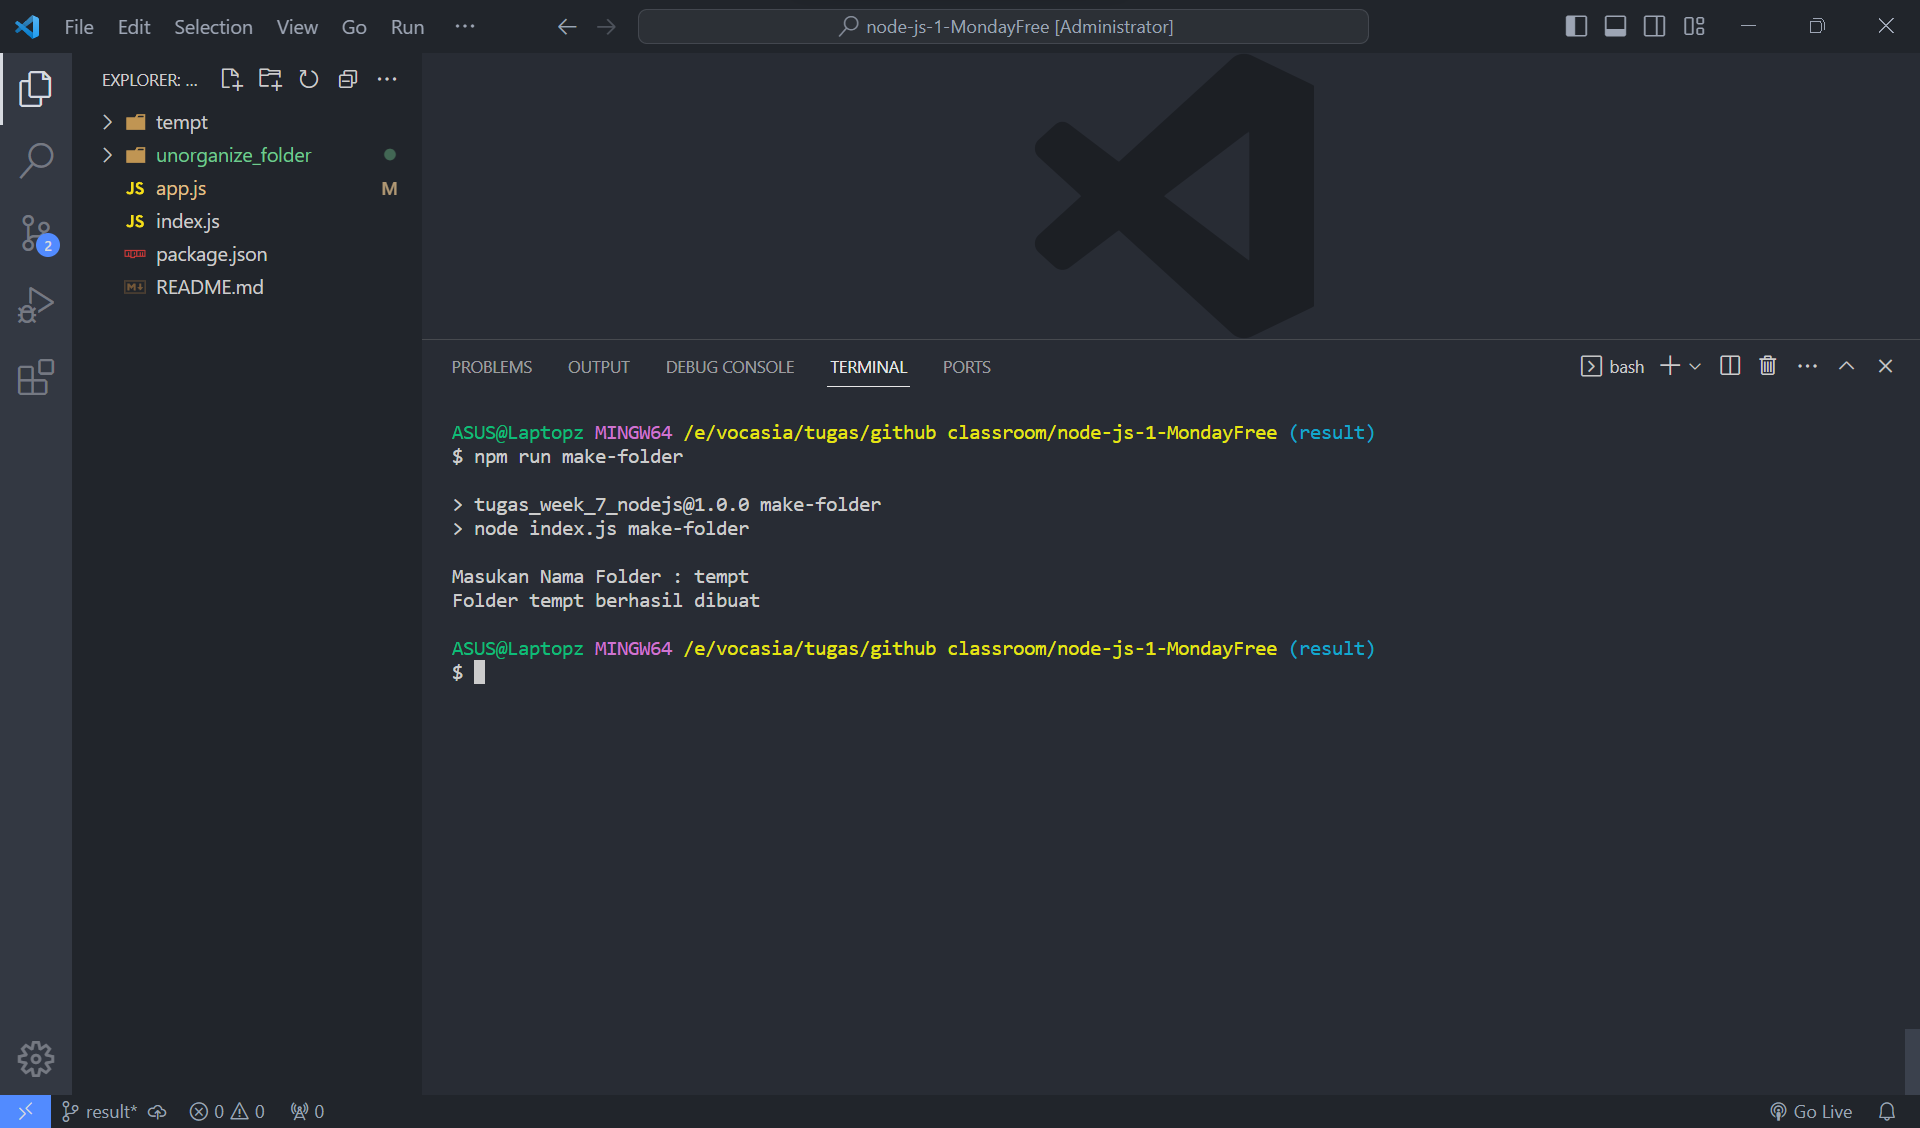 File Edit Selection View Go Run ···
node-js-1-MondayFree [Administrator]
EXPLORER: ...
tempt
unorganize_folder
JS app.js M
JS index.js
npm package.json
M↓ README.md
2
PROBLEMS OUTPUT DEBUG CONSOLE TERMINAL PORTS
bash
ASUS@Laptopz MINGW64 /e/vocasia/tugas/github classroom/node-js-1-MondayFree (result)
$ npm run make-folder
> tugas_week_7_nodejs@1.0.0 make-folder
> node index.js make-folder
Masukan Nama Folder : tempt
Folder tempt berhasil dibuat
ASUS@Laptopz MINGW64 /e/vocasia/tugas/github classroom/node-js-1-MondayFree (result)
$
result* 0 0 0 Go Live